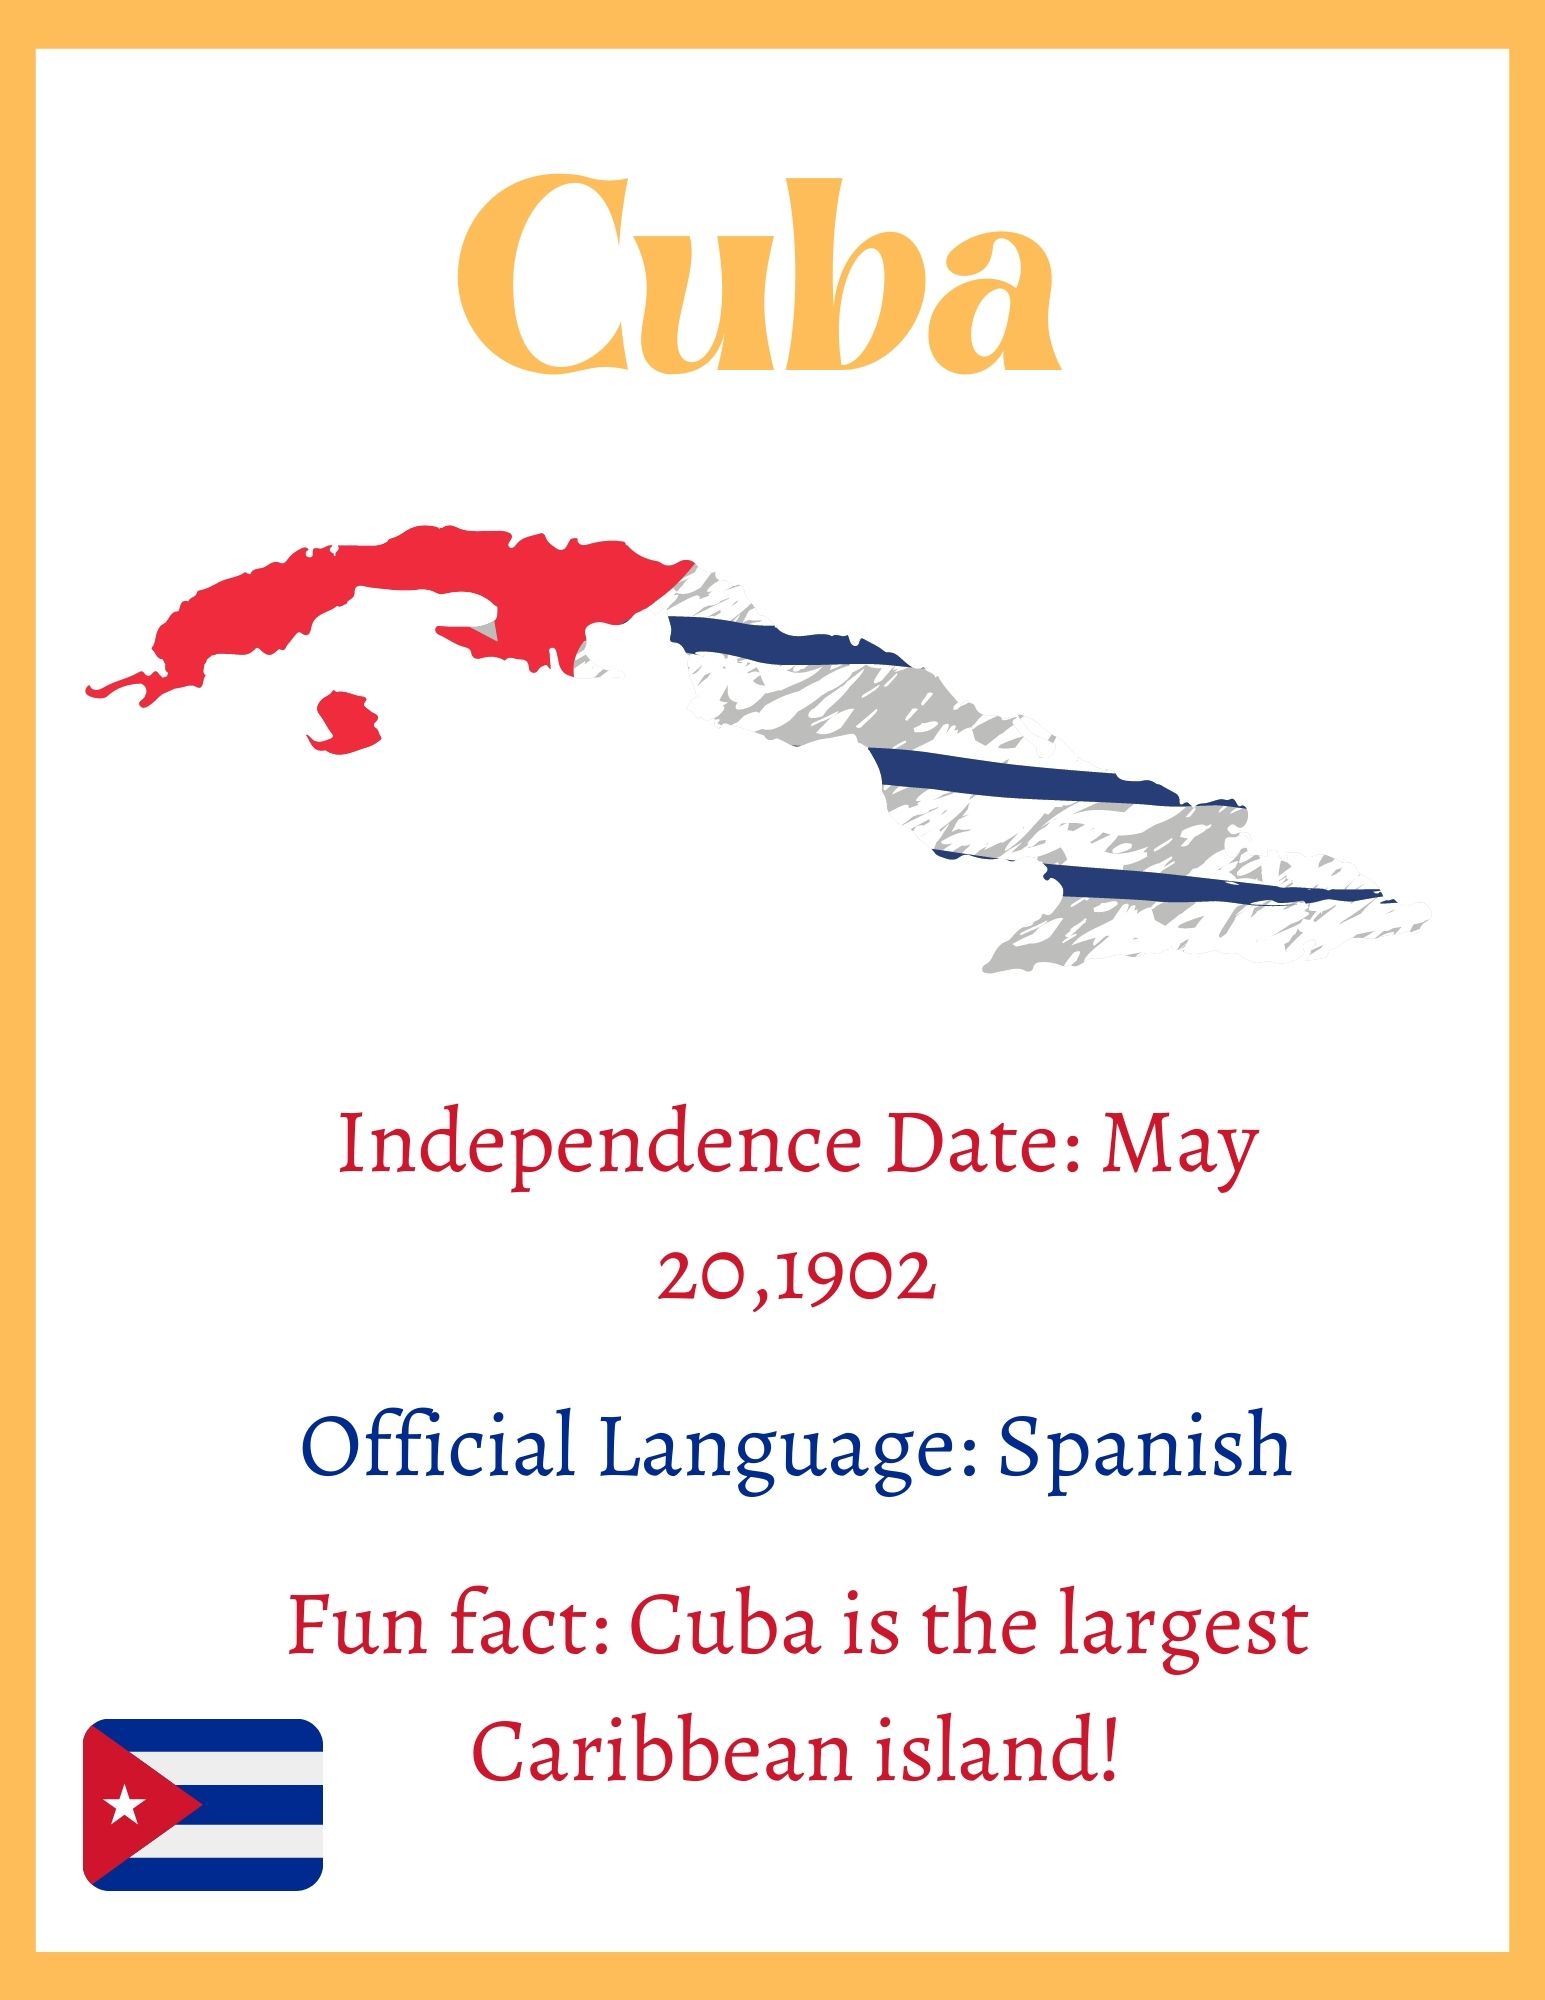 Cuba
Independence Date: May
20,1902
Official Language: Spanish
Fun fact: Cuba is the largest
Caribbean island!